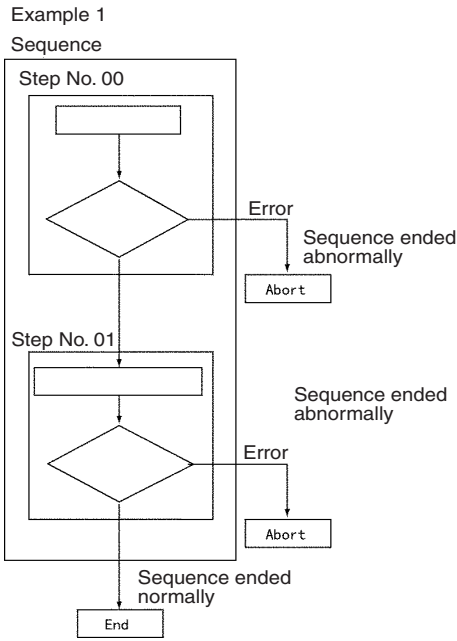 Example 1
Sequence
Step No. 00
Error
Sequence ended
abnormally
Abort
Step No. 01
Sequence ended
abnormally
Error
Abort
Sequence ended
normally
End